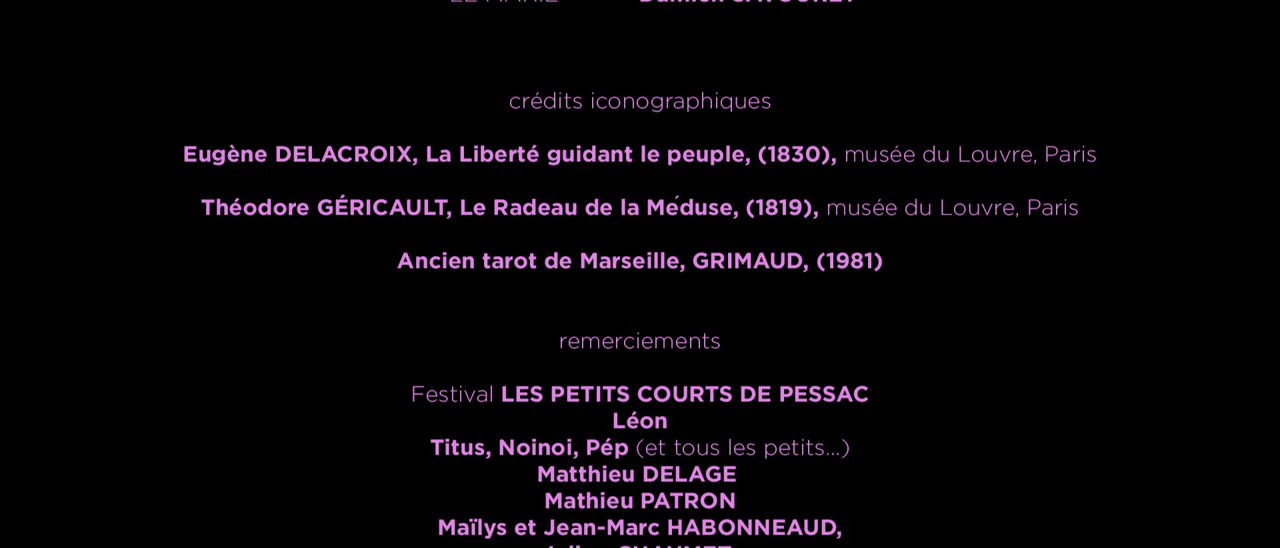 crédits iconographiques
Eugène DELACROIX, La Liberté guidant le peuple, (1830), musée du Louvre, Paris
Théodore GÉRICAULT, Le Radeau de la Méduse, (1819), musée du Louvre, Paris
Ancien tarot de Marseille, GRIMAUD, (1981)
remerciements
Festival LES PETITS COURTS DE PESSAC
Léon
Titus, Noinoi, Pép (et tous les petits...)
Matthieu DELAGE
Mathieu PATRON
Maïlys et Jean-Marc HABONNEAUD,